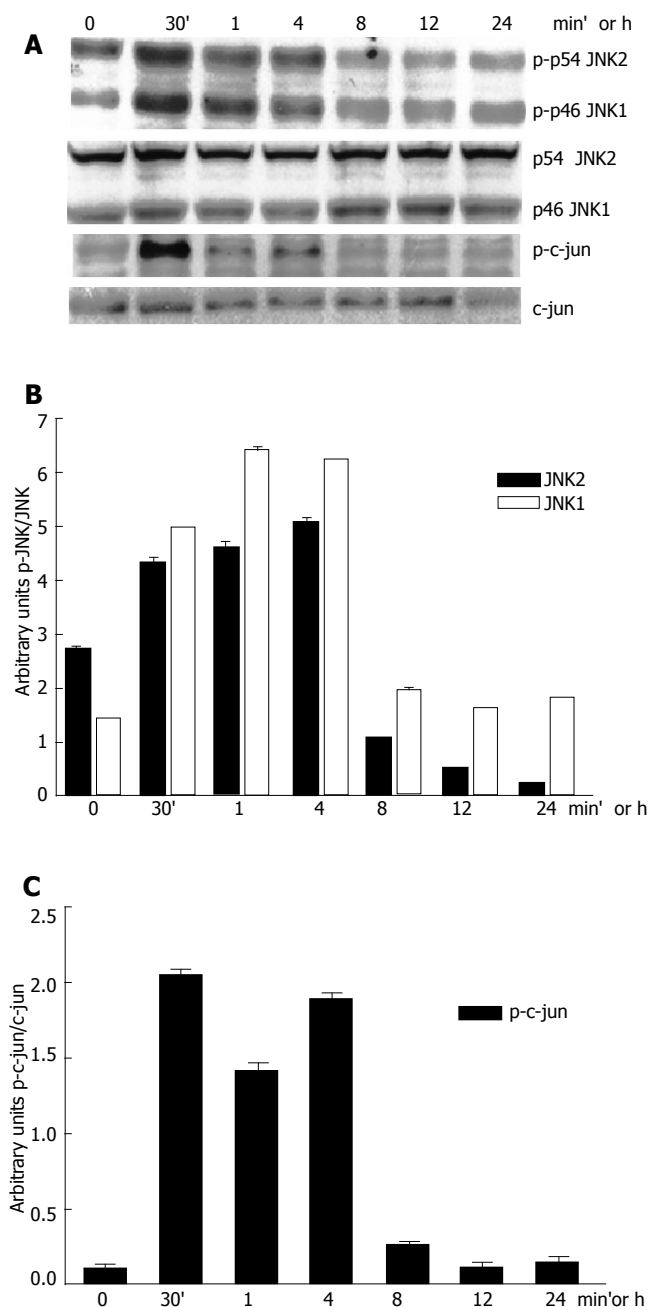 0 30' 1 4 8 12 24 min' or h
A
p-p54 JNK2
p-p46 JNK1
p54 JNK2
p46 JNK1
p-c-jun
c-jun
B
Arbitrary units p-JNK/JNK
7
6
5
4
3
2
1
0
JNK2
JNK1
0 30' 1 4 8 12 24 min' or h
C
Arbitrary units p-c-jun/c-jun
2.5
2.0
1.5
1.0
0.5
0.0
p-c-jun
0 30' 1 4 8 12 24 min'or h